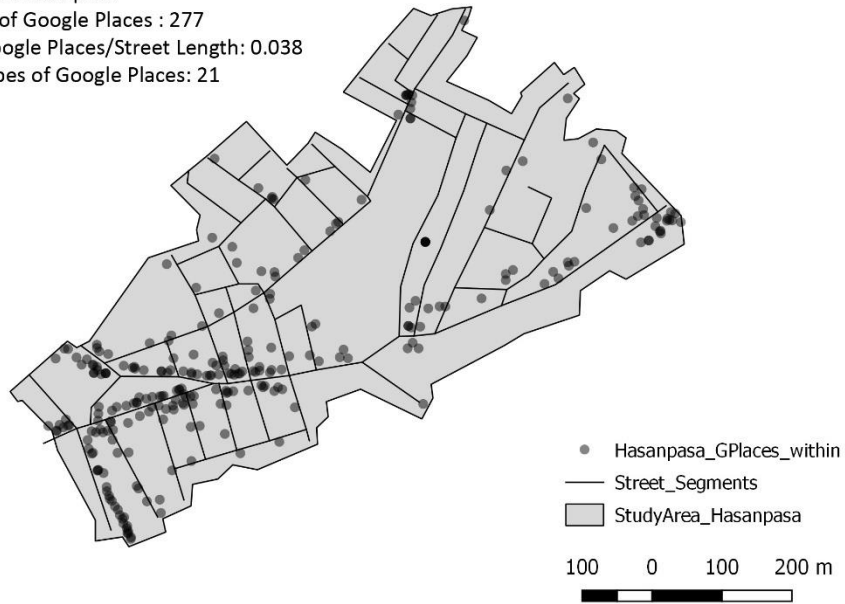 of Google Places : 277
oogle Places/Street Length: 0.038
pes of Google Places: 21
Hasanpasa_GPlaces_within
Street_Segments
StudyArea_Hasanpasa
100 0 100 200 m